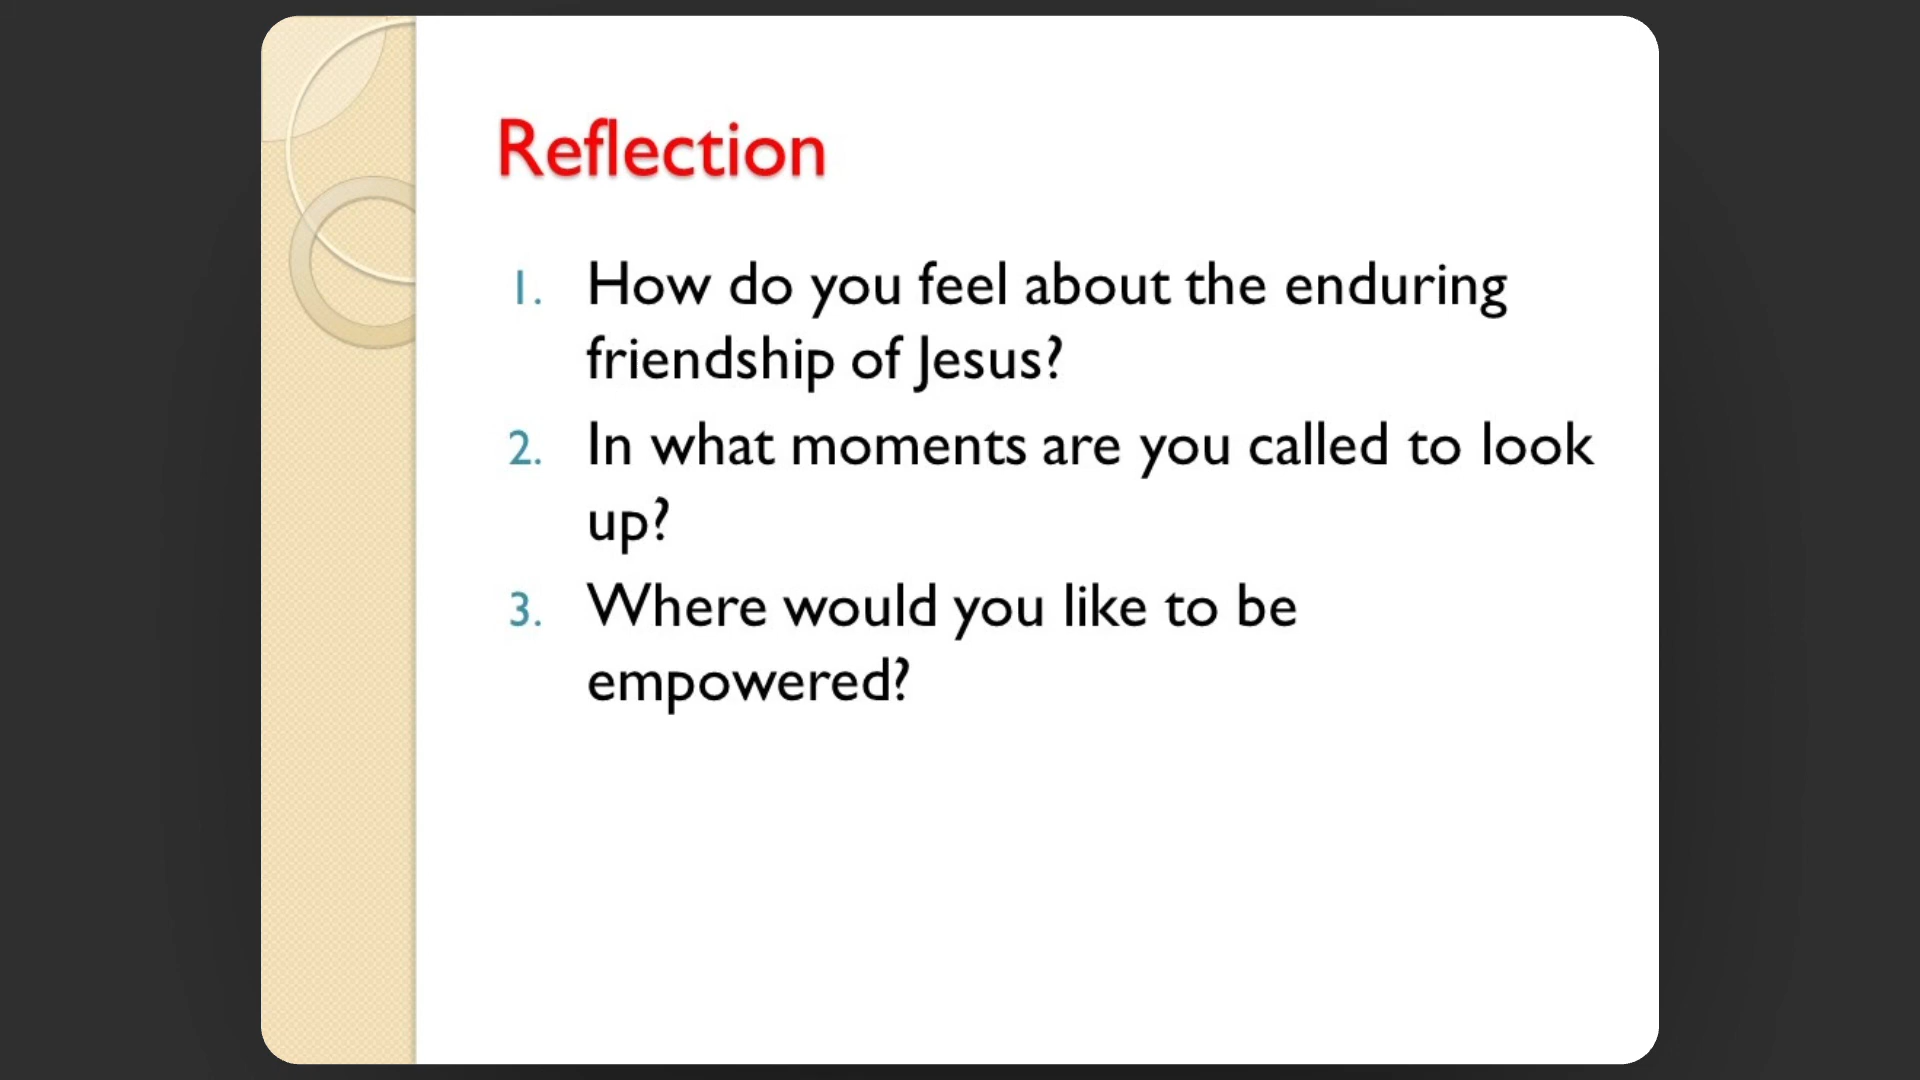 Reflection
1. How do you feel about the enduring
friendship of Jesus?
2. In what moments are you called to look
up?
3. Where would you like to be
empowered?